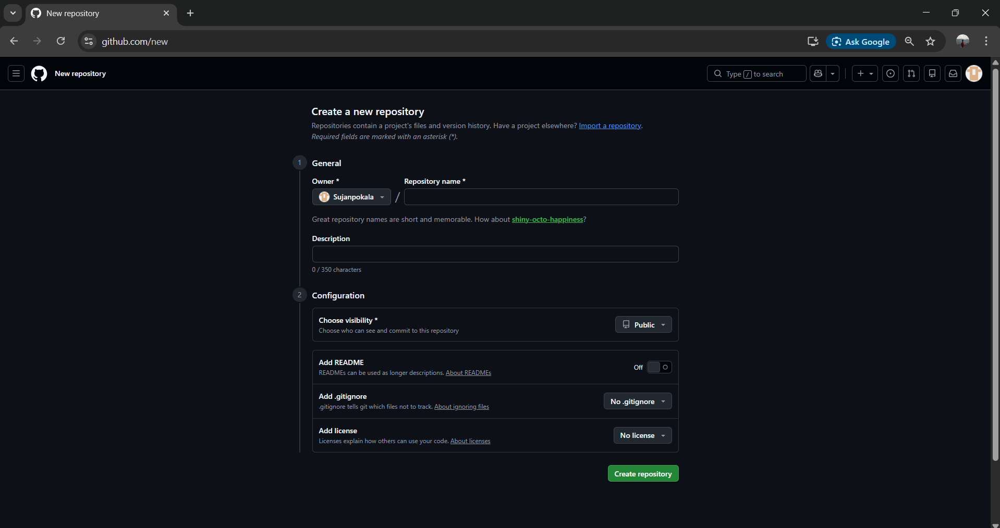 New repository
github.com/new
Ask Google
New repository
Type / to search
Create a new repository
Repositories contain a project's files and version history. Have a project elsewhere? Import a repository.
Required fields are marked with an asterisk (*).
1 General
Owner * Repository name *
Sujanpokala /
Great repository names are short and memorable. How about shiny-octo-happiness?
Description
0 / 350 characters
2 Configuration
Choose visibility *
Choose who can see and commit to this repository
Public
Add README
READMEs can be used as longer descriptions. About READMEs
Off
Add .gitignore
.gitignore tells git which files not to track. About ignoring files
No .gitignore
Add license
Licenses explain how others can use your code. About licenses
No license
Create repository